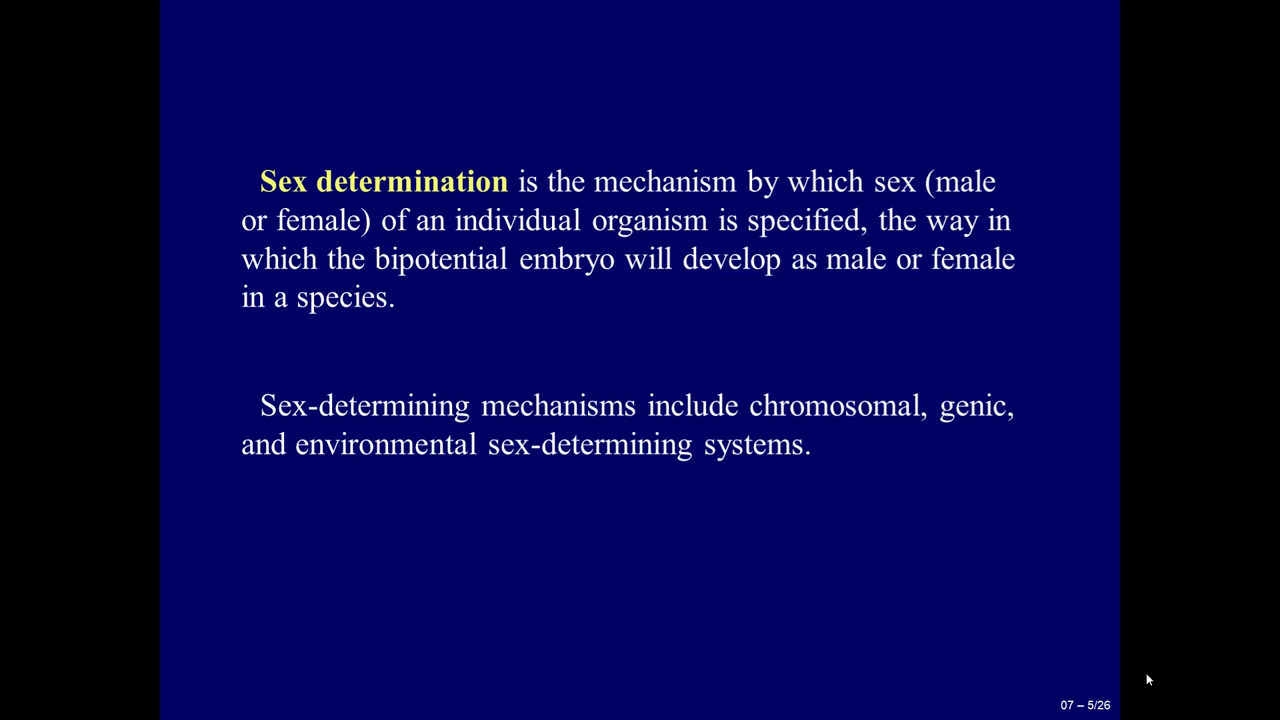 Sex determination is the mechanism by which sex (male
or female) of an individual organism is specified, the way in
which the bipotential embryo will develop as male or female
in a species.
Sex-determining mechanisms include chromosomal, genic,
and environmental sex-determining systems.
07 – 5/26